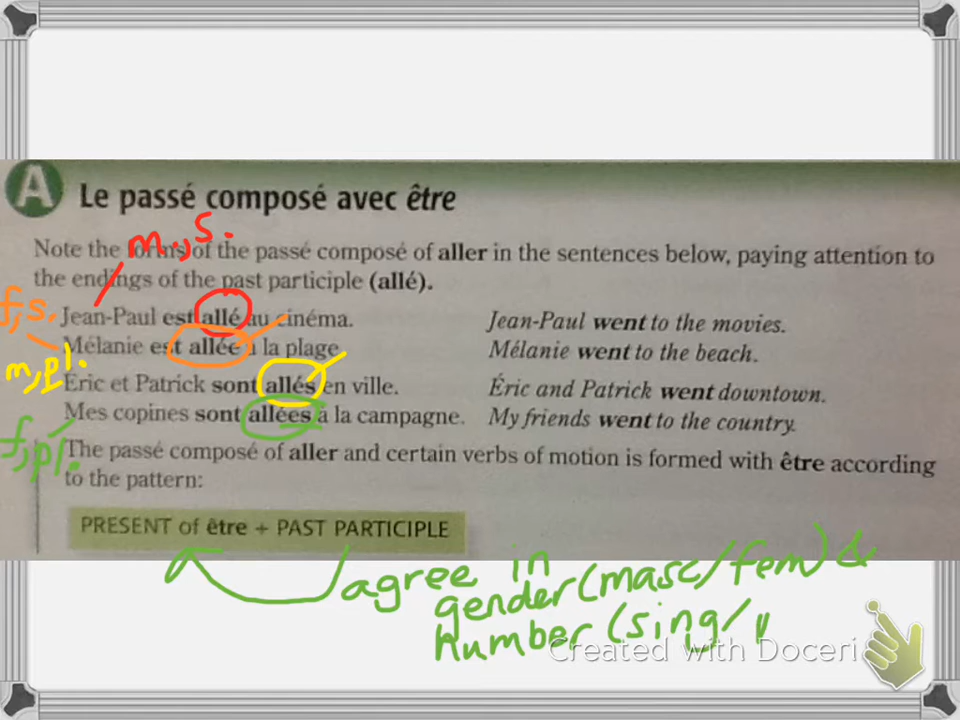 A Le passé composé avec être
m., s.
Note the forms of the passé composé of aller in the sentences below, paying attention to
the endings of the past participle (allé).
f, s.
Jean-Paul est allé au cinéma. Jean-Paul went to the movies.
Mélanie est allée à la plage. Mélanie went to the beach.
m, pl.
Éric et Patrick sont allés en ville. Éric and Patrick went downtown.
Mes copines sont allées à la campagne. My friends went to the country.
f, pl.
The passé composé of aller and certain verbs of motion is formed with être according
to the pattern:
PRESENT of être + PAST PARTICIPLE
agree in
gender (masc/fem) &
number (sing/
Created with Doceri